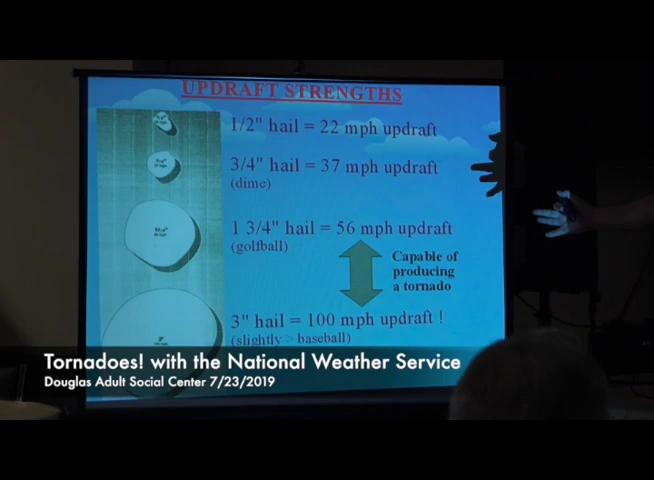 UPDRAFT STRENGTHS
1/2" hail = 22 mph updraft
3/4" hail = 37 mph updraft
(dime)
1 3/4" hail = 56 mph updraft
(golfball)
Capable of
producing
a tornado
3" hail = 100 mph updraft !
(slightly > baseball)
Tornadoes! with the National Weather Service
Douglas Adult Social Center 7/23/2019